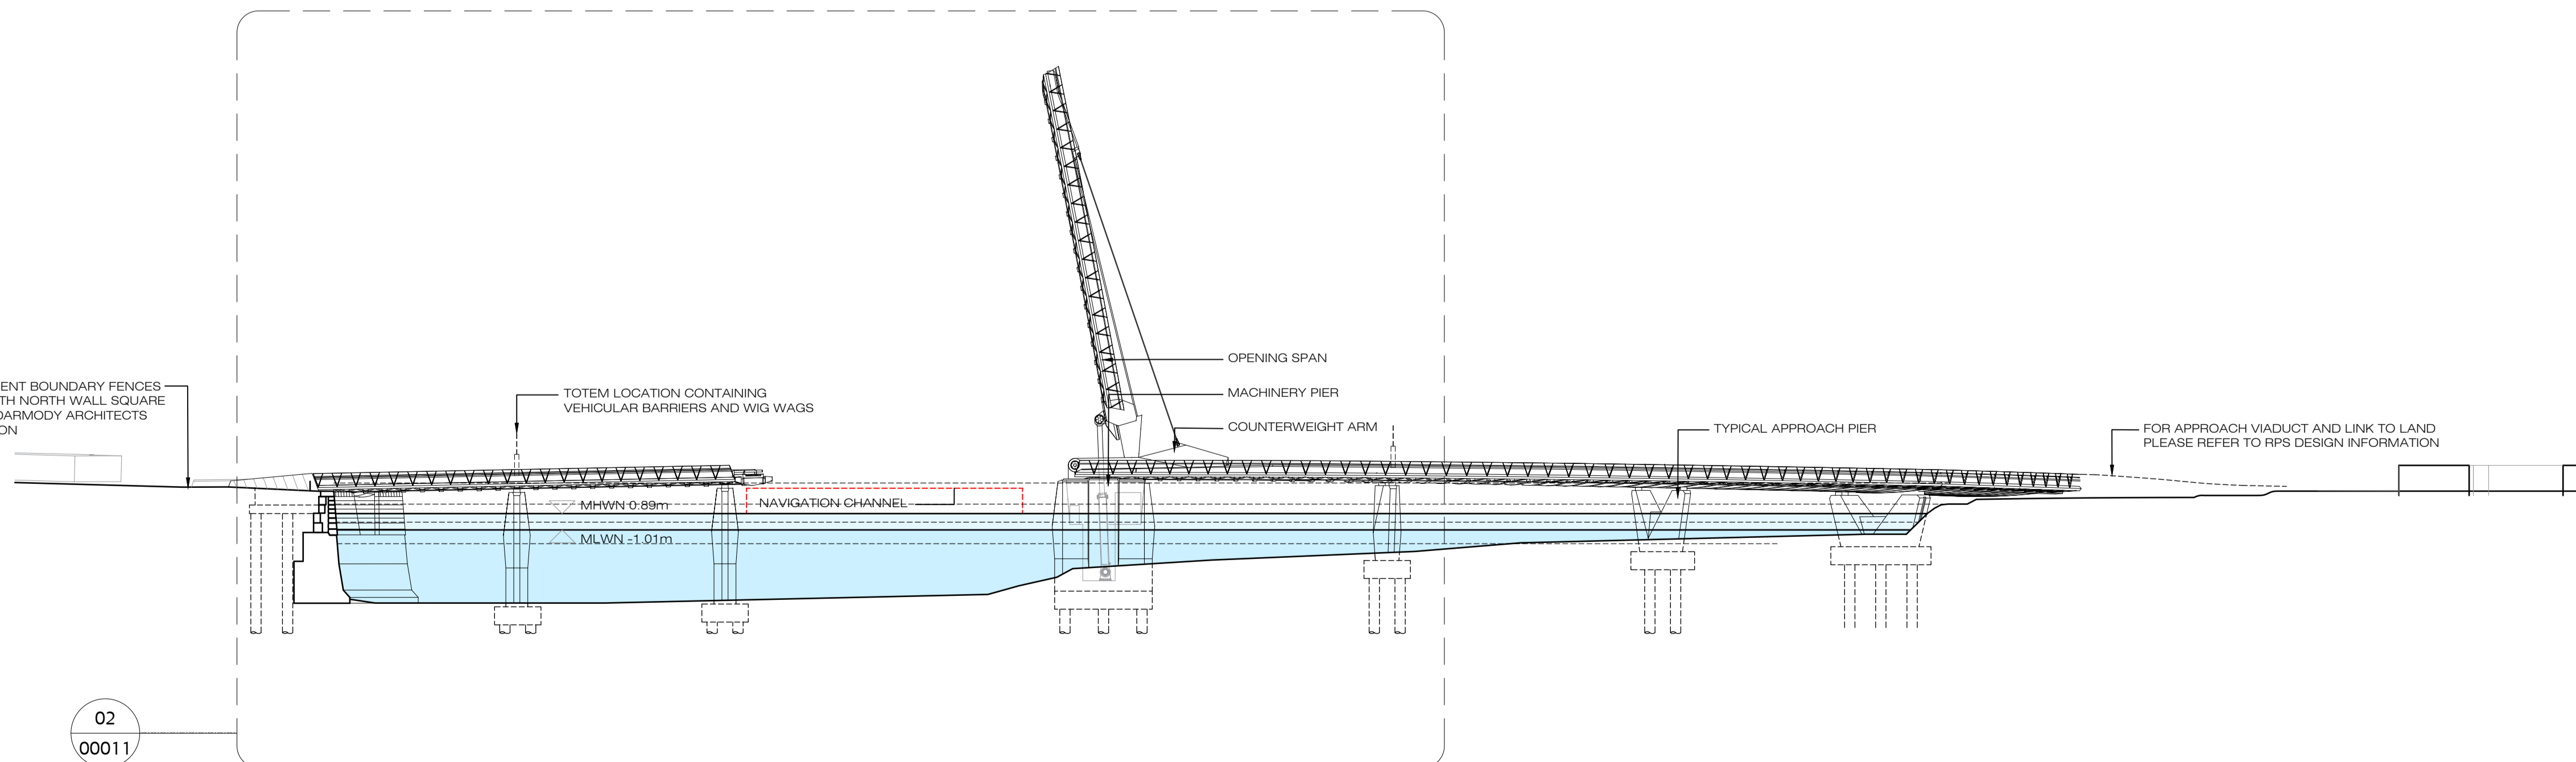 ENT BOUNDARY FENCES
TH NORTH WALL SQUARE
DARMODY ARCHITECTS
ON
TOTEM LOCATION CONTAINING
VEHICULAR BARRIERS AND WIG WAGS
MHWN 0.89m
MLWN -1.01m
NAVIGATION CHANNEL
OPENING SPAN
MACHINERY PIER
COUNTERWEIGHT ARM
TYPICAL APPROACH PIER
FOR APPROACH VIADUCT AND LINK TO LAND
PLEASE REFER TO RPS DESIGN INFORMATION
02
00011